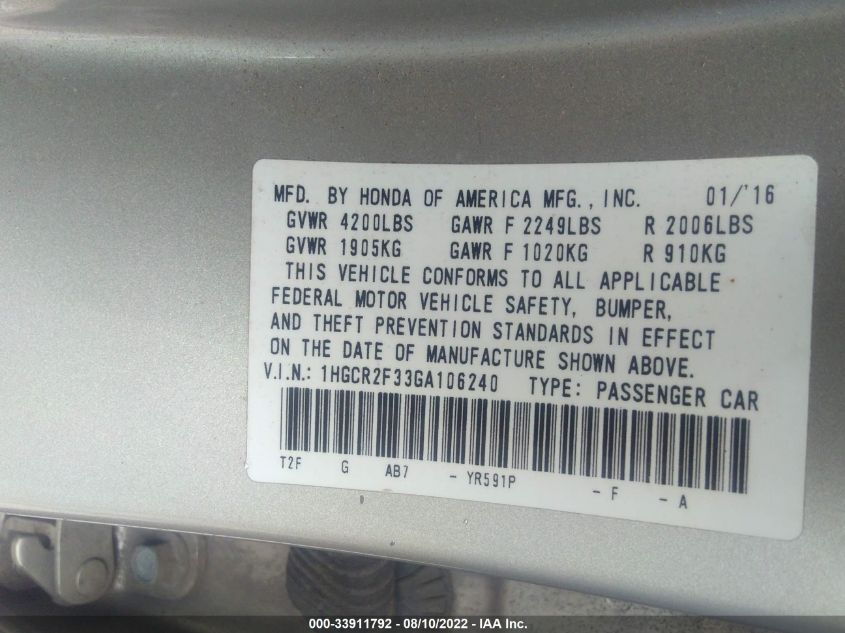 MFD. BY HONDA OF AMERICA MFG., INC. 01/'16
GVWR 4200LBS GAWR F 2249LBS R 2006LBS
GVWR 1905KG GAWR F 1020KG R 910KG
THIS VEHICLE CONFORMS TO ALL APPLICABLE
FEDERAL MOTOR VEHICLE SAFETY, BUMPER,
AND THEFT PREVENTION STANDARDS IN EFFECT
ON THE DATE OF MANUFACTURE SHOWN ABOVE.
V.I.N.: 1HGCR2F33GA106240 TYPE: PASSENGER CAR
T2F G AB7 - YR591P - F - A
000-33911792 - 08/10/2022 - IAA Inc.